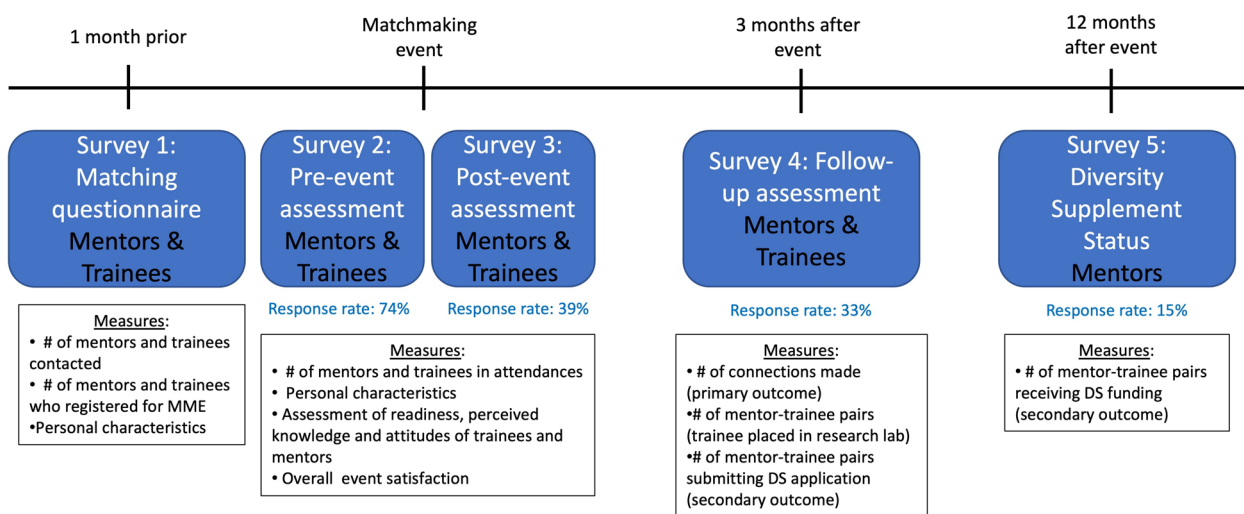 1 month prior
Matchmaking
event
3 months after
event
12 months
after event
Survey 1:
Matching
questionnaire
Mentors &
Trainees
Survey 2:
Pre-event
assessment
Mentors &
Trainees
Survey 3:
Post-event
assessment
Mentors &
Trainees
Survey 4: Follow-
up assessment
Mentors &
Trainees
Survey 5:
Diversity
Supplement
Status
Mentors
Response rate: 74%
Response rate: 39%
Response rate: 33%
Response rate: 15%
Measures:
• # of mentors and trainees
contacted
• # of mentors and trainees
who registered for MME
•Personal characteristics
Measures:
• # of mentors and trainees in attendances
• Personal characteristics
• Assessment of readiness, perceived
knowledge and attitudes of trainees and
mentors
• Overall event satisfaction
Measures:
•# of connections made
(primary outcome)
•# of mentor-trainee pairs
(trainee placed in research lab)
•# of mentor-trainee pairs
submitting DS application
(secondary outcome)
Measures:
•# of mentor-trainee pairs
receiving DS funding
(secondary outcome)